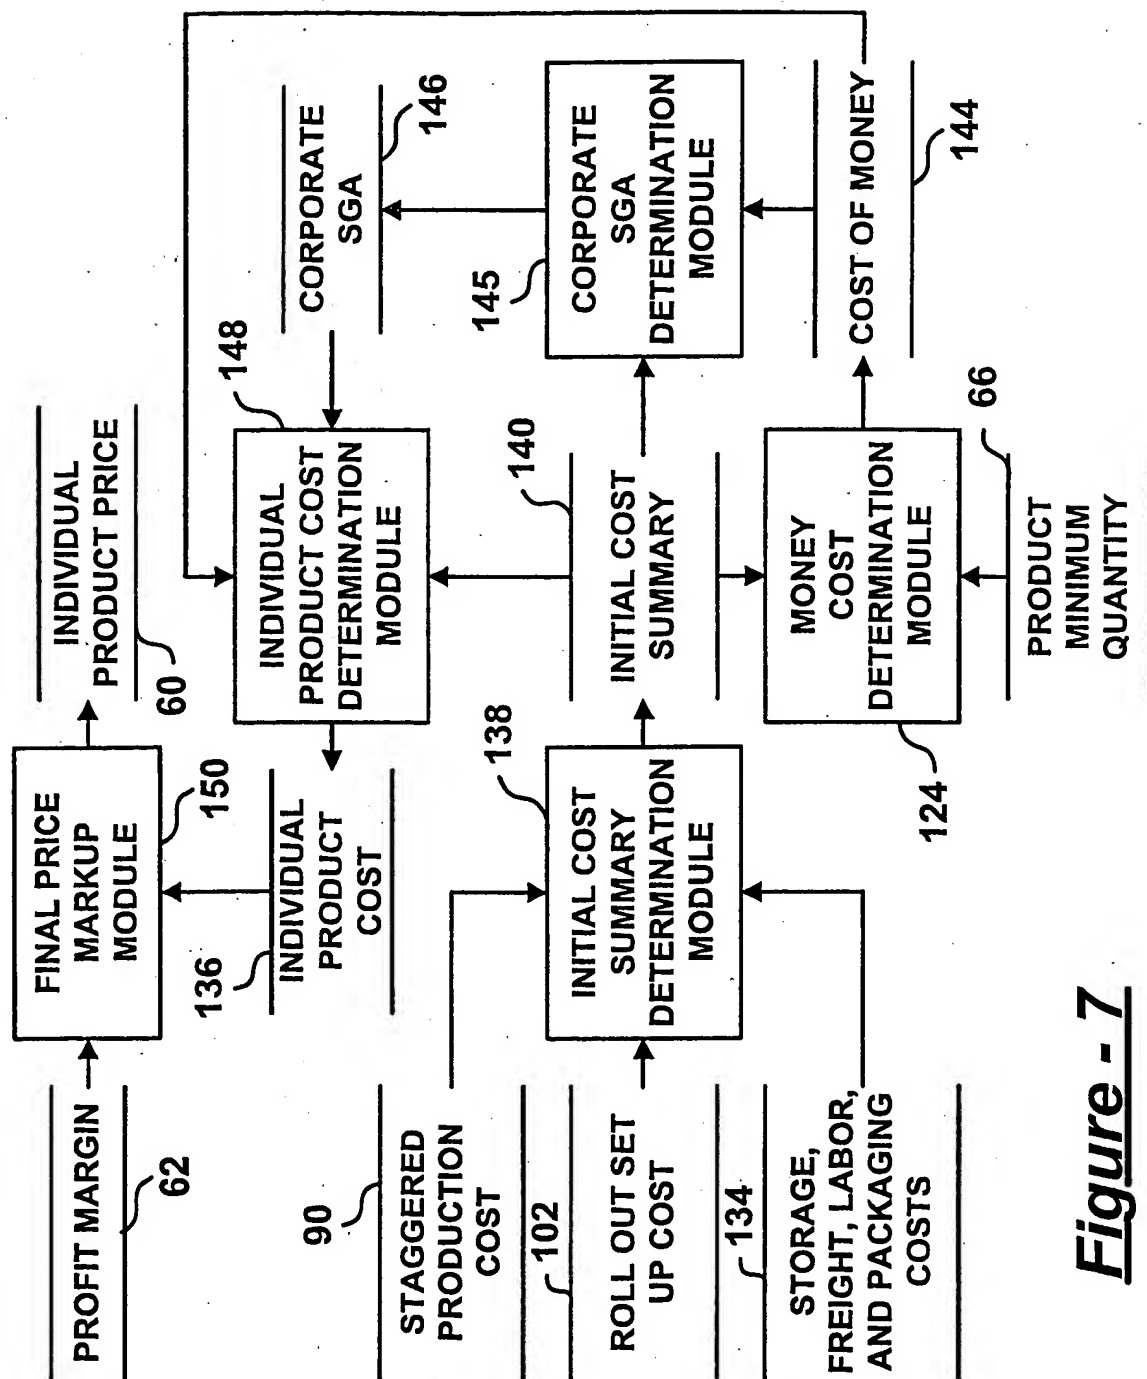 PROFIT MARGIN
62
FINAL PRICE
MARKUP
MODULE
150
INDIVIDUAL
PRODUCT PRICE
60
136
INDIVIDUAL
PRODUCT
COST
INDIVIDUAL
PRODUCT COST
DETERMINATION
MODULE
148
CORPORATE
SGA
146
90
STAGGERED
PRODUCTION
COST
102
ROLL OUT SET
UP COST
134
STORAGE,
FREIGHT, LABOR,
AND PACKAGING
COSTS
138
INITIAL COST
SUMMARY
DETERMINATION
MODULE
140
INITIAL COST
SUMMARY
145
CORPORATE
SGA
DETERMINATION
MODULE
124
MONEY
COST
DETERMINATION
MODULE
COST OF MONEY
144
66
PRODUCT
MINIMUM
QUANTITY
Figure - 7